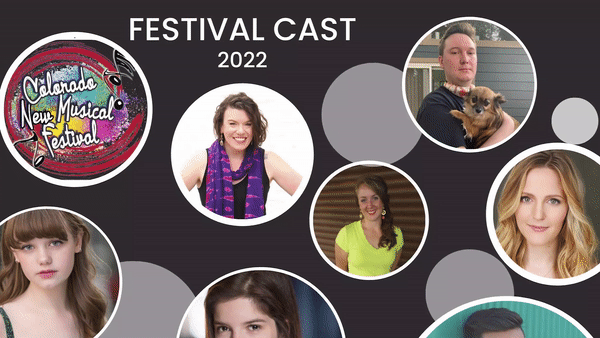 FESTIVAL CAST
2022
Colorado
New Musical
Festival